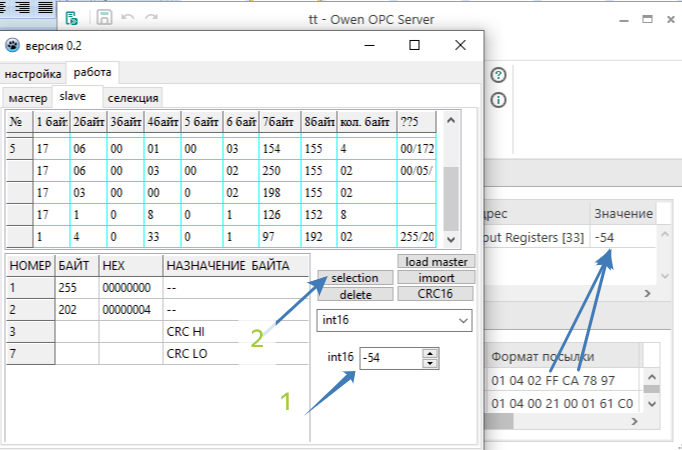 tt - Owen OPC Server
версия 0.2
настройка работа
мастер slave селекция
№ 1 байт 2байт 3байт 4байт 5 байт 6 байт 7байт 8байт кол. байт ??5
5 17 06 00 01 00 03 154 155 4 00/172
17 06 00 03 00 02 250 155 02 00/05/
17 03 00 00 0 02 198 155 02
17 1 0 8 0 1 126 152 8
1 4 0 33 0 1 97 192 02 255/20
дрес Значение
out Registers [33] -54
НОМЕР БАЙТ HEX НАЗНАЧЕНИЕ БАЙТА
1 255 00000000 --
2 202 00000004 --
3 CRC HI
7 CRC LO
load master
selection import
delete CRC16
int16
int16 -54
2
1
Формат посылки
01 04 02 FF CA 78 97
01 04 00 21 00 01 61 C0